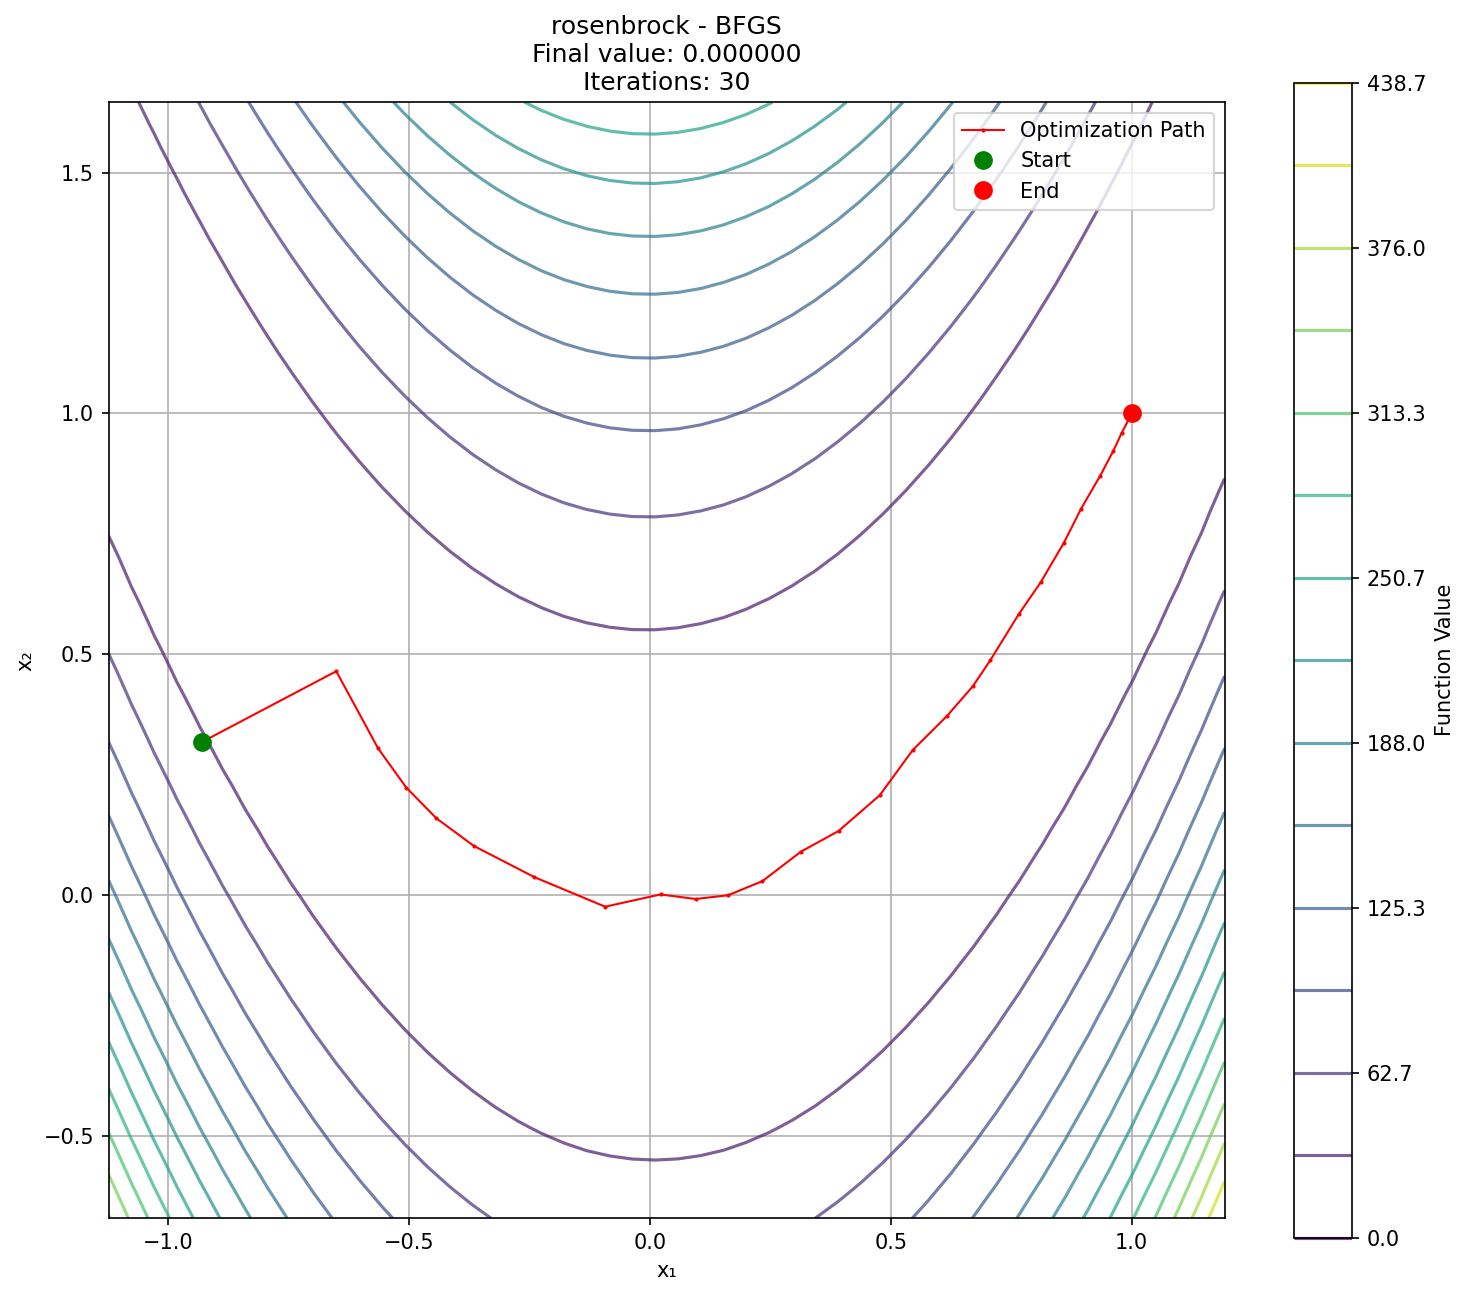 rosenbrock - BFGS
Final value: 0.000000
Iterations: 30
Optimization Path
Start
End
1.5
1.0
0.5
0.0
−0.5
x₂
−1.0
−0.5
0.0
0.5
1.0
x₁
438.7
376.0
313.3
250.7
188.0
125.3
62.7
0.0
Function Value